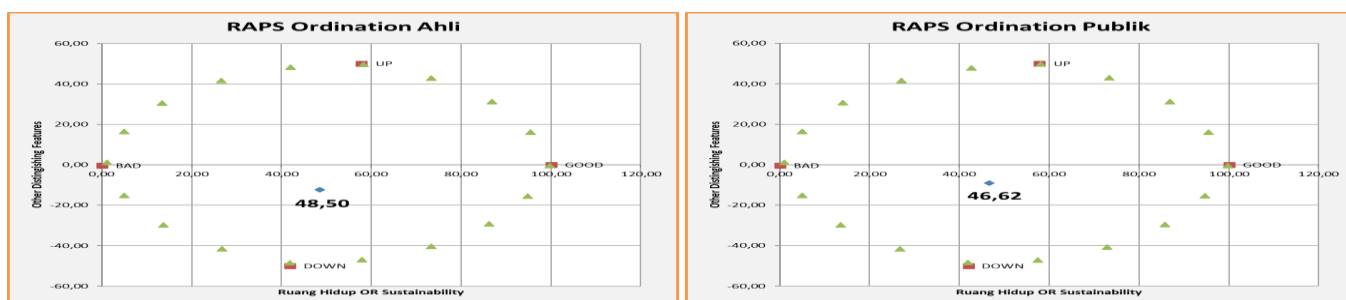 RAPS Ordination Ahli
60,00
40,00
20,00
0,00
-20,00
-40,00
-60,00
Other Distingishing Features
UP
BAD
GOOD
DOWN
48,50
0,00 20,00 40,00 60,00 80,00 100,00 120,00
Ruang Hidup OR Sustainability
RAPS Ordination Publik
60,00
40,00
20,00
0,00
-20,00
-40,00
-60,00
Other Distingishing Features
UP
BAD
GOOD
DOWN
46,62
0,00 20,00 40,00 60,00 80,00 100,00 120,00
Ruang Hidup OR Sustainability